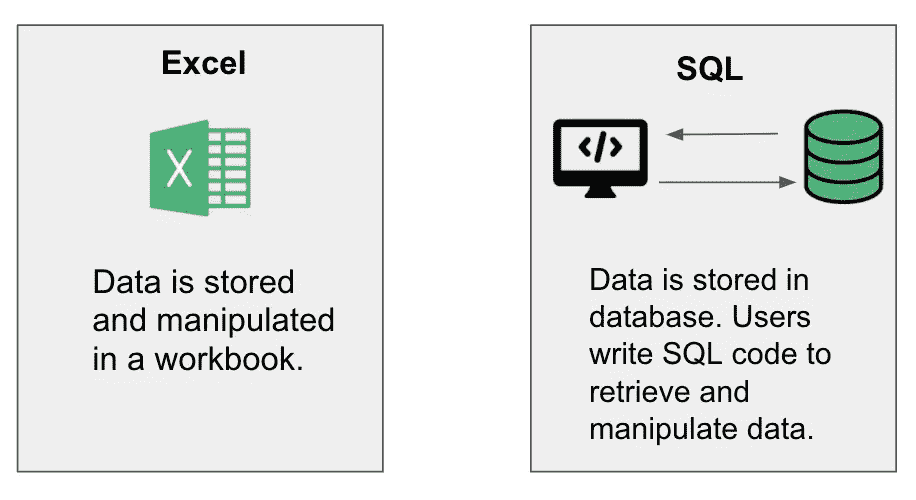 Excel
X
Data is stored
and manipulated
in a workbook.
SQL
</>
Data is stored in
database. Users
write SQL code to
retrieve and
manipulate data.